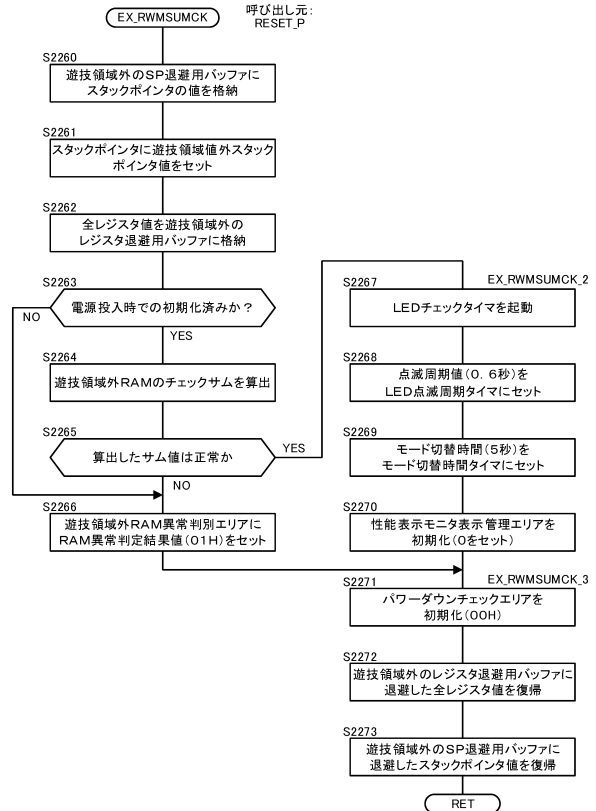 EX_RWMSUMCK
呼び出し元:
RESET_P
S2260
遊技領域外のSP退避用バッファに
スタックポインタの値を格納
S2261
スタックポインタに遊技領域値外スタック
ポインタ値をセット
S2262
全レジスタ値を遊技領域外の
レジスタ退避用バッファに格納
S2263
電源投入時での初期化済みか?
NO
YES
S2264
遊技領域外RAMのチェックサムを算出
S2265
算出したサム値は正常か
YES
NO
S2266
遊技領域外RAM異常判別エリアに
RAM異常判定結果値(01H)をセット
S2267
EX_RWMSUMCK_2
LEDチェックタイマを起動
S2268
点滅周期値(0.6秒)を
LED点滅周期タイマにセット
S2269
モード切替時間(5秒)を
モード切替時間タイマにセット
S2270
性能表示モニタ表示管理エリアを
初期化(0をセット)
S2271
EX_RWMSUMCK_3
パワーダウンチェックエリアを
初期化(00H)
S2272
遊技領域外のレジスタ退避用バッファに
退避した全レジスタ値を復帰
S2273
遊技領域外のSP退避用バッファに
退避したスタックポインタ値を復帰
RET